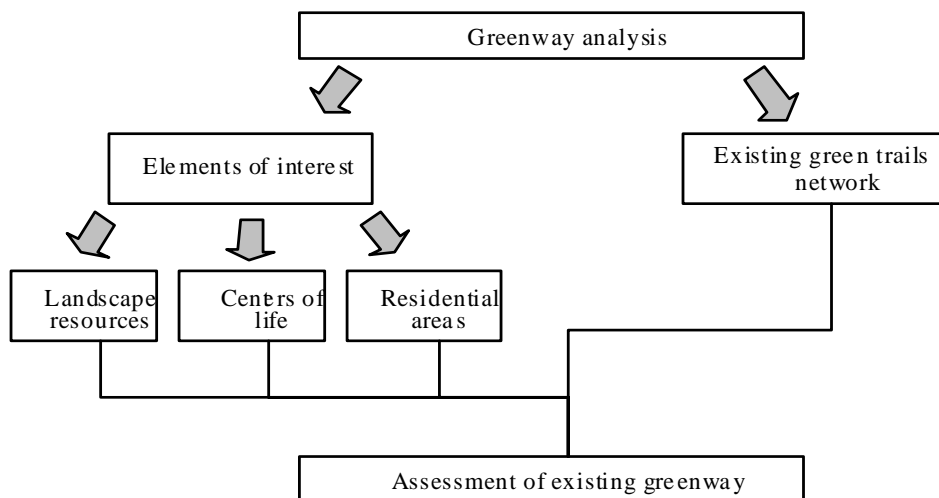 Greenway analysis
Elements of interest
Existing green trails
network
Landscape
resources
Centers of
life
Residential
areas
Assessment of existing greenway